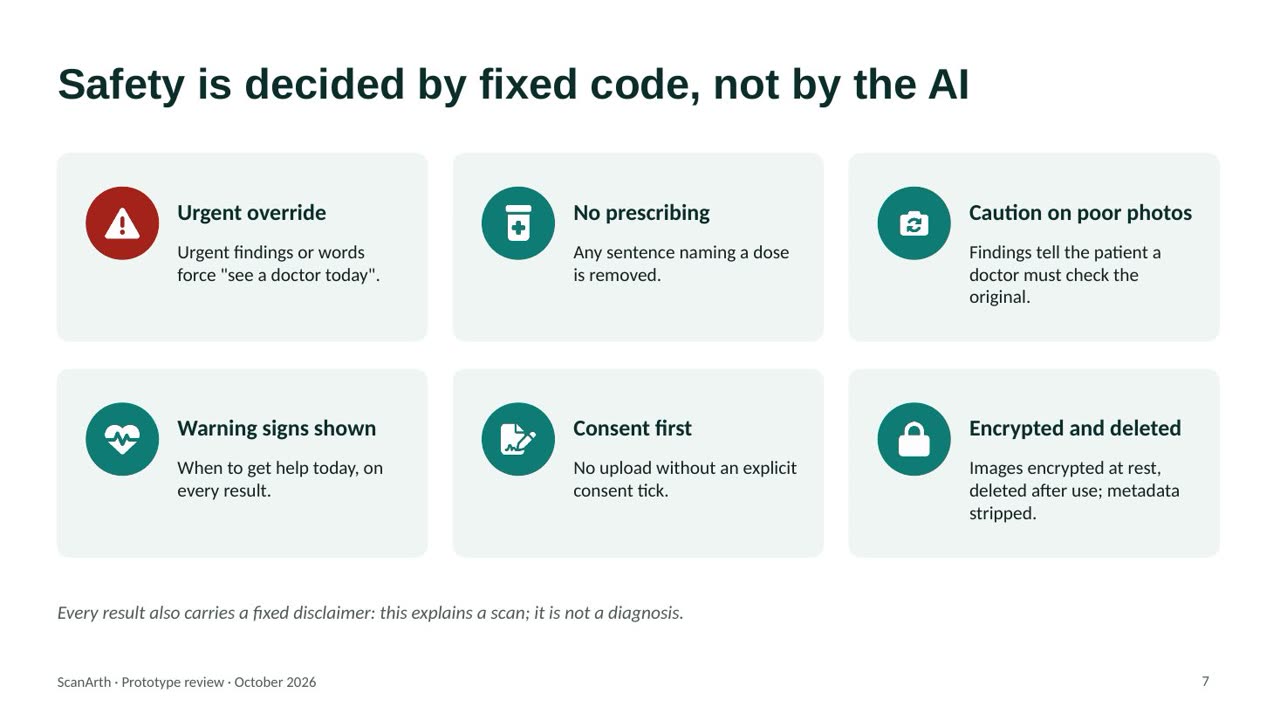 Safety is decided by fixed code, not by the AI
Urgent override
Urgent findings or words
force "see a doctor today".
No prescribing
Any sentence naming a dose
is removed.
Caution on poor photos
Findings tell the patient a
doctor must check the
original.
Warning signs shown
When to get help today, on
every result.
Consent first
No upload without an explicit
consent tick.
Encrypted and deleted
Images encrypted at rest,
deleted after use; metadata
stripped.
Every result also carries a fixed disclaimer: this explains a scan; it is not a diagnosis.
ScanArth · Prototype review · October 2026
7